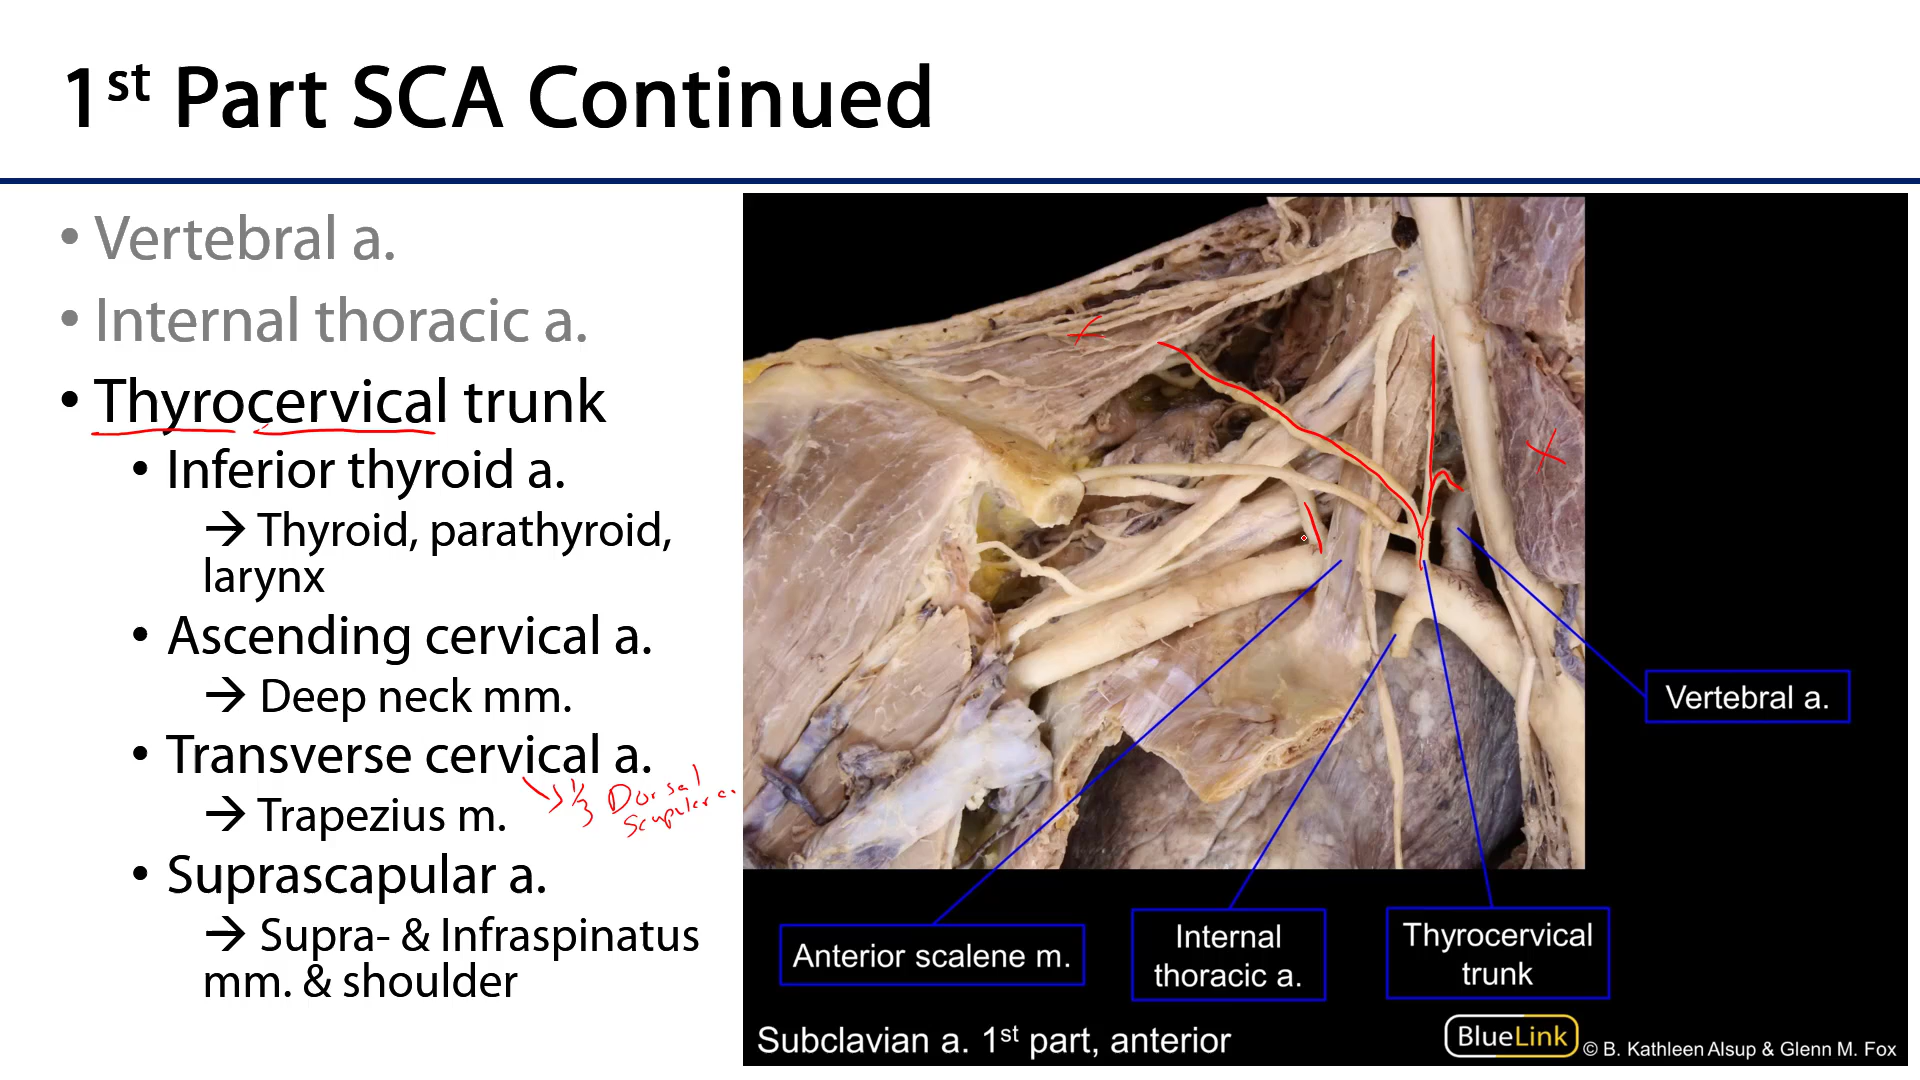 1st Part SCA Continued
• Vertebral a.
• Internal thoracic a.
• Thyrocervical trunk
• Inferior thyroid a.
→ Thyroid, parathyroid,
larynx
• Ascending cervical a.
→ Deep neck mm.
• Transverse cervical a.
→ Trapezius m.
⅓ Dorsal
Scapular a.
• Suprascapular a.
→ Supra- & Infraspinatus
mm. & shoulder
Vertebral a.
Anterior scalene m.
Internal
thoracic a.
Thyrocervical
trunk
Subclavian a. 1st part, anterior
BlueLink
© B. Kathleen Alsup & Glenn M. Fox